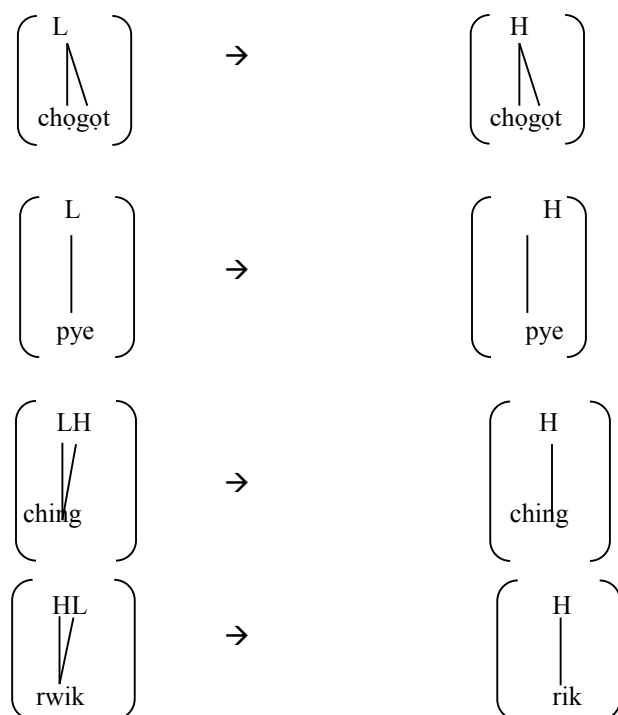 L → H
chọgọt chọgọt
L → H
pye pye
LH → H
ching ching
HL → H
rwik rik